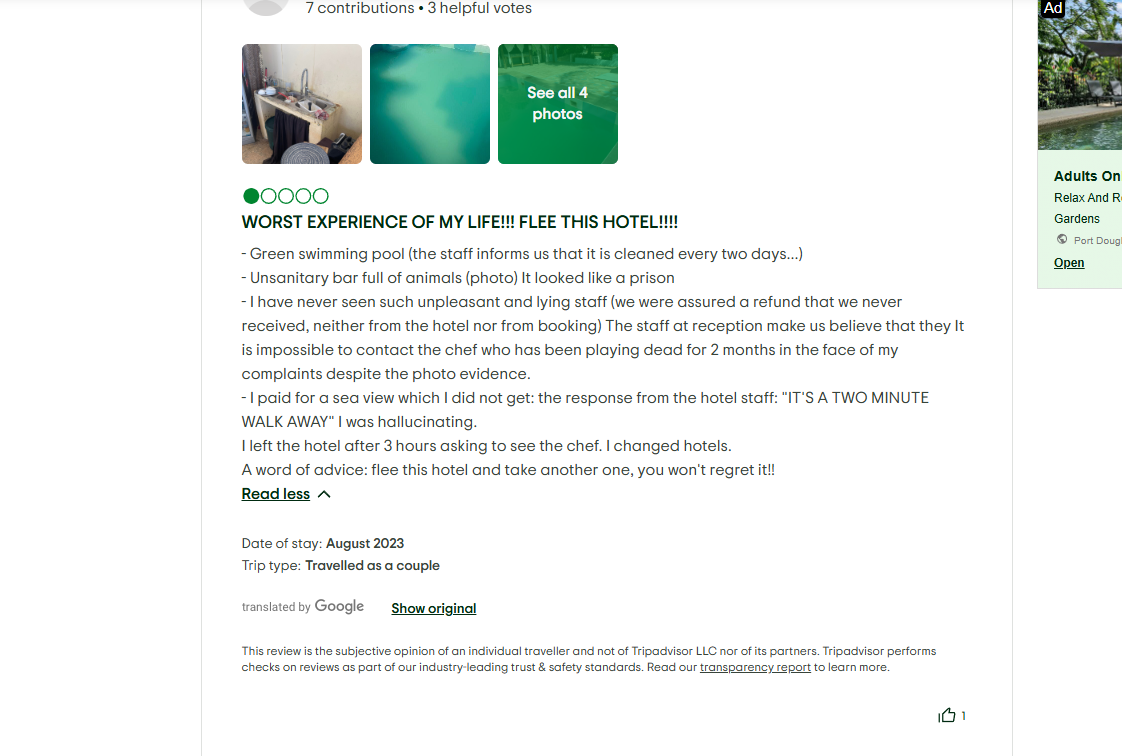 7 contributions • 3 helpful votes
See all 4
photos
WORST EXPERIENCE OF MY LIFE!!! FLEE THIS HOTEL!!!!
- Green swimming pool (the staff informs us that it is cleaned every two days...)
- Unsanitary bar full of animals (photo) It looked like a prison
- I have never seen such unpleasant and lying staff (we were assured a refund that we never
received, neither from the hotel nor from booking) The staff at reception make us believe that they It
is impossible to contact the chef who has been playing dead for 2 months in the face of my
complaints despite the photo evidence.
- I paid for a sea view which I did not get: the response from the hotel staff: "IT'S A TWO MINUTE
WALK AWAY" I was hallucinating.
I left the hotel after 3 hours asking to see the chef. I changed hotels.
A word of advice: flee this hotel and take another one, you won't regret it!!
Read less
Date of stay: August 2023
Trip type: Travelled as a couple
translated by Google Show original
This review is the subjective opinion of an individual traveller and not of Tripadvisor LLC nor of its partners. Tripadvisor performs
checks on reviews as part of our industry-leading trust & safety standards. Read our transparency report to learn more.
1
Ad
Adults On
Relax And R
Gardens
Port Doug
Open